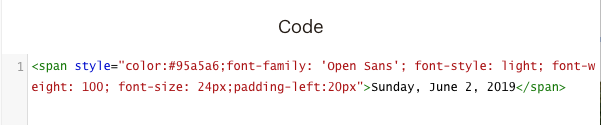 Code
1 <span style="color:#95a5a6;font-family: 'Open Sans'; font-style: light; font-w
eight: 100; font-size: 24px;padding-left:20px">Sunday, June 2, 2019</span>